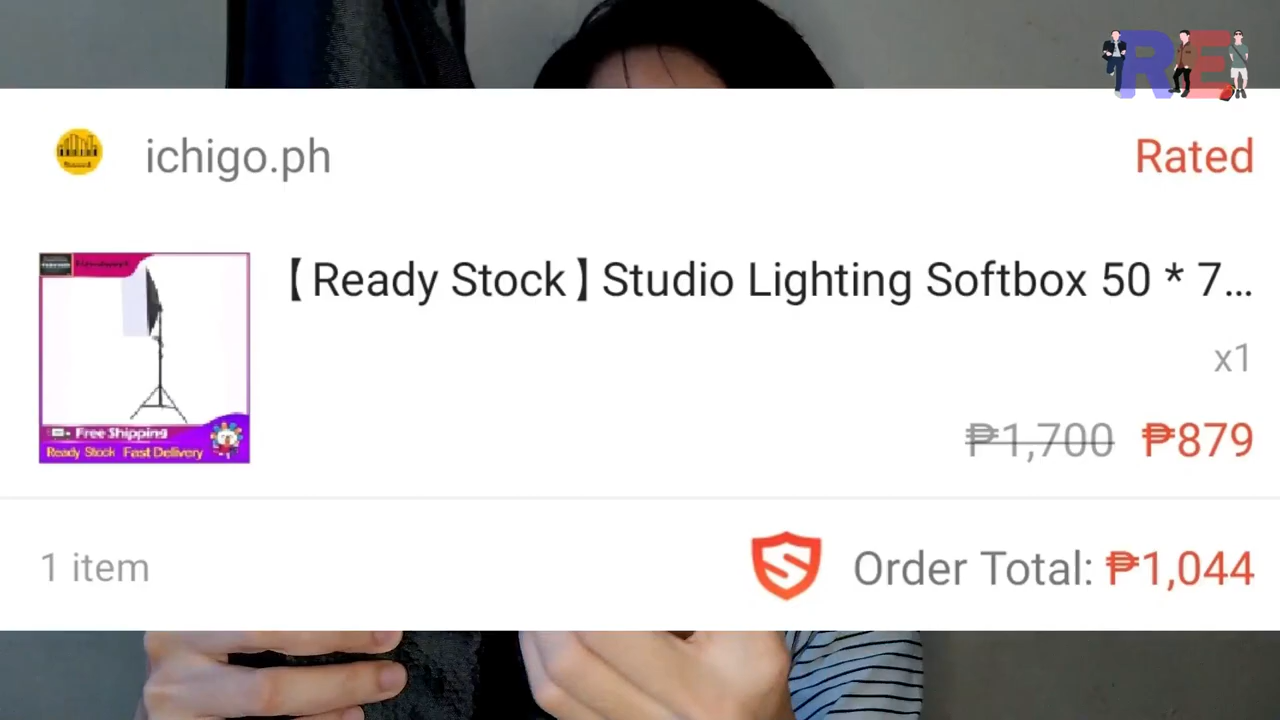 RE
ichigo.ph
Rated
【Ready Stock】Studio Lighting Softbox 50 * 7...
x1
₱1,700 ₱879
Free Shipping
Ready Stock Fast Delivery
1 item
Order Total: ₱1,044